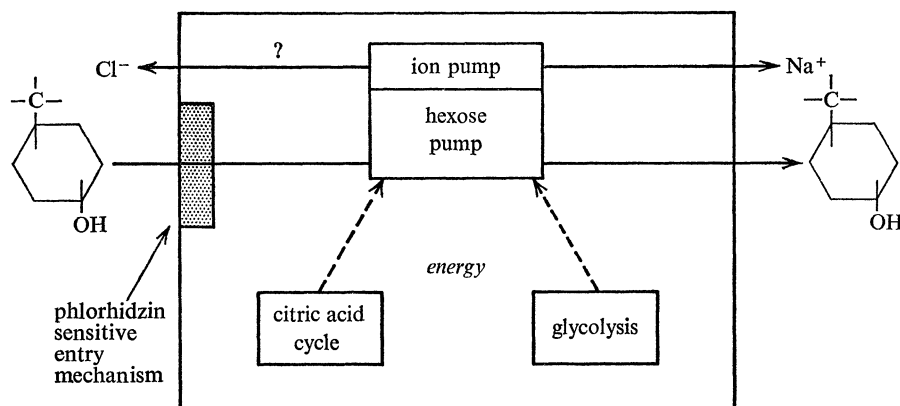 ?
Cl⁻
ion pump
Na⁺
–C–
hexose
pump
–C–
OH
OH
energy
phlorhidzin
sensitive
entry
mechanism
citric acid
cycle
glycolysis